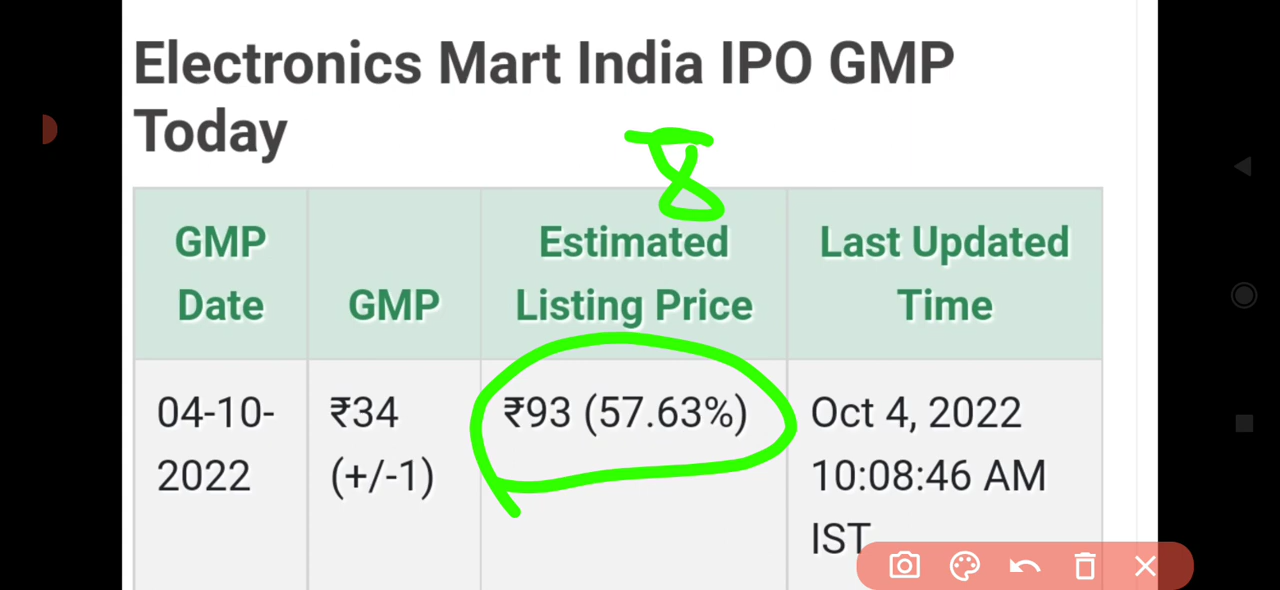 Electronics Mart India IPO GMP
Today
8
GMP
Date
GMP
Estimated
Listing Price
Last Updated
Time
04-10-
2022
₹34
(+/-1)
₹93 (57.63%)
Oct 4, 2022
10:08:46 AM
IST